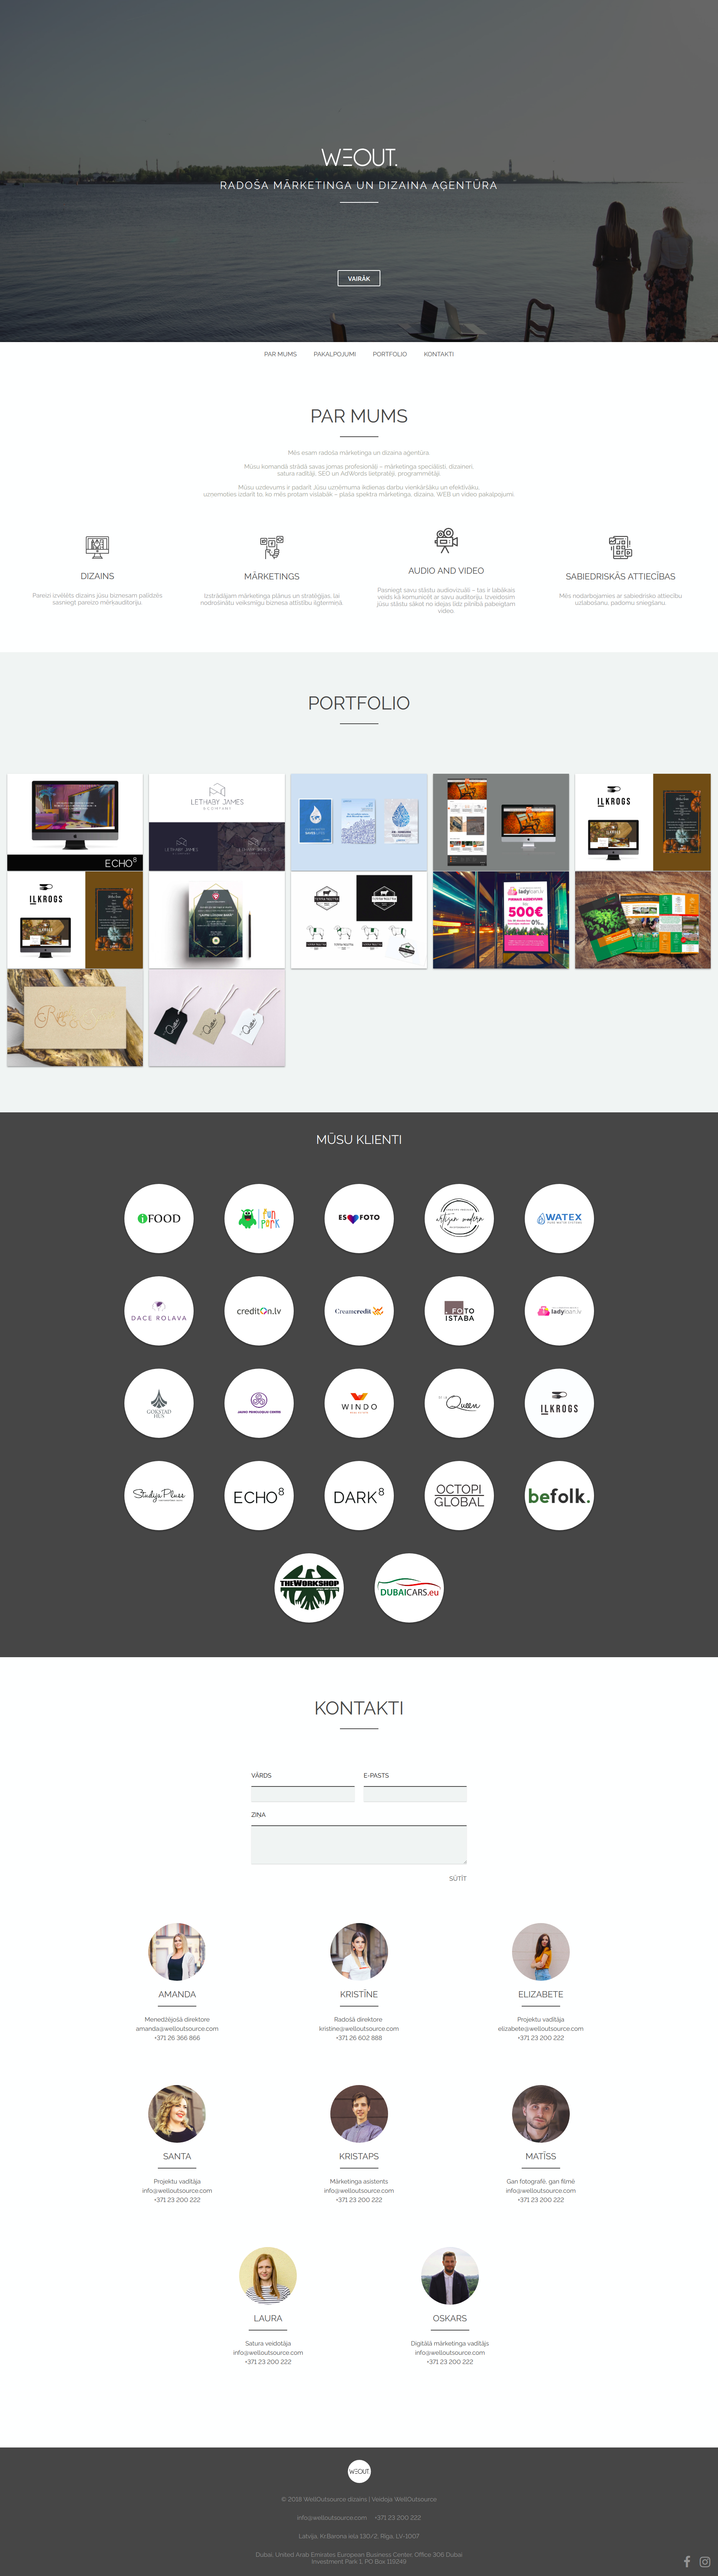 WEOUT.
RADOŠA MĀRKETINGA UN DIZAINA AĢENTŪRA
VAIRĀK
PAR MUMS PAKALPOJUMI PORTFOLIO KONTAKTI
PAR MUMS
Mēs esam radoša mārketinga un dizaina aģentūra.
Mūsu komandā strādā savas jomas profesionāļi – mārketinga speciālisti, dizaineri,
satura radītāji, SEO un AdWords lietpratēji, programmētāji.
Mūsu uzdevums ir padarīt Jūsu uzņēmuma ikdienas darbu vienkāršāku un efektīvāku,
uzņemoties izdarīt to, ko mēs protam vislabāk – plaša spektra mārketinga, dizaina, WEB un video pakalpojumi.
DIZAINS
Pareizi izvēlēts dizains jūsu biznesam palīdzēs
sasniegt pareizo mērķauditoriju.
MĀRKETINGS
Izstrādājam mārketinga plānus un stratēģijas, lai
nodrošinātu veiksmīgu biznesa attīstību ilgtermiņā.
AUDIO AND VIDEO
Pasniegt savu stāstu audiovizuāli – tas ir labākais
veids kā komunicēt ar savu auditoriju. Izveidosim
jūsu stāstu sākot no idejas līdz pilnībā pabeigtam
video.
SABIEDRISKĀS ATTIECĪBAS
Mēs nodarbojamies ar sabiedrisko attiecību
uzlabošanu, padomu sniegšanu.
PORTFOLIO
ECHO8
LETHABY JAMES
& COMPANY
ILKROGS
ILKROGS
ladyloan.lv
500€
MŪSU KLIENTI
iFOOD
fun park
ES FOTO
artizan modern
WATEX
DACE ROLAVA
crediton.lv
Creamcredit
FOTO
ISTABA
ladyloan.lv
GOKSTAD
HUS
WINDO
Queen
ILKROGS
Studija Pluss
ECHO8
DARK8
OCTOPI
GLOBAL
befolk.
THEWORKSHOP
DUBAICARS.eu
KONTAKTI
VĀRDS E-PASTS
ZIŅA
SŪTĪT
AMANDA
Menedžējošā direktore
amanda@welloutsource.com
+371 26 366 866
KRISTĪNE
Radošā direktore
kristine@welloutsource.com
+371 26 602 888
ELIZABETE
Projektu vadītāja
elizabete@welloutsource.com
+371 23 200 222
SANTA
Projektu vadītāja
info@welloutsource.com
+371 23 200 222
KRISTAPS
Mārketinga asistents
info@welloutsource.com
+371 23 200 222
MATĪSS
Gan fotografē, gan filmē
info@welloutsource.com
+371 23 200 222
LAURA
Satura veidotāja
info@welloutsource.com
+371 23 200 222
OSKARS
Digitālā mārketinga vadītājs
info@welloutsource.com
+371 23 200 222
WEOUT.
© 2018 WellOutsource dizains | Veidoja WellOutsource
info@welloutsource.com +371 23 200 222
Latvija, Kr.Barona iela 130/2, Rīga, LV-1007
Dubai, United Arab Emirates European Business Center, Office 306 Dubai
Investment Park 1, PO Box 119249